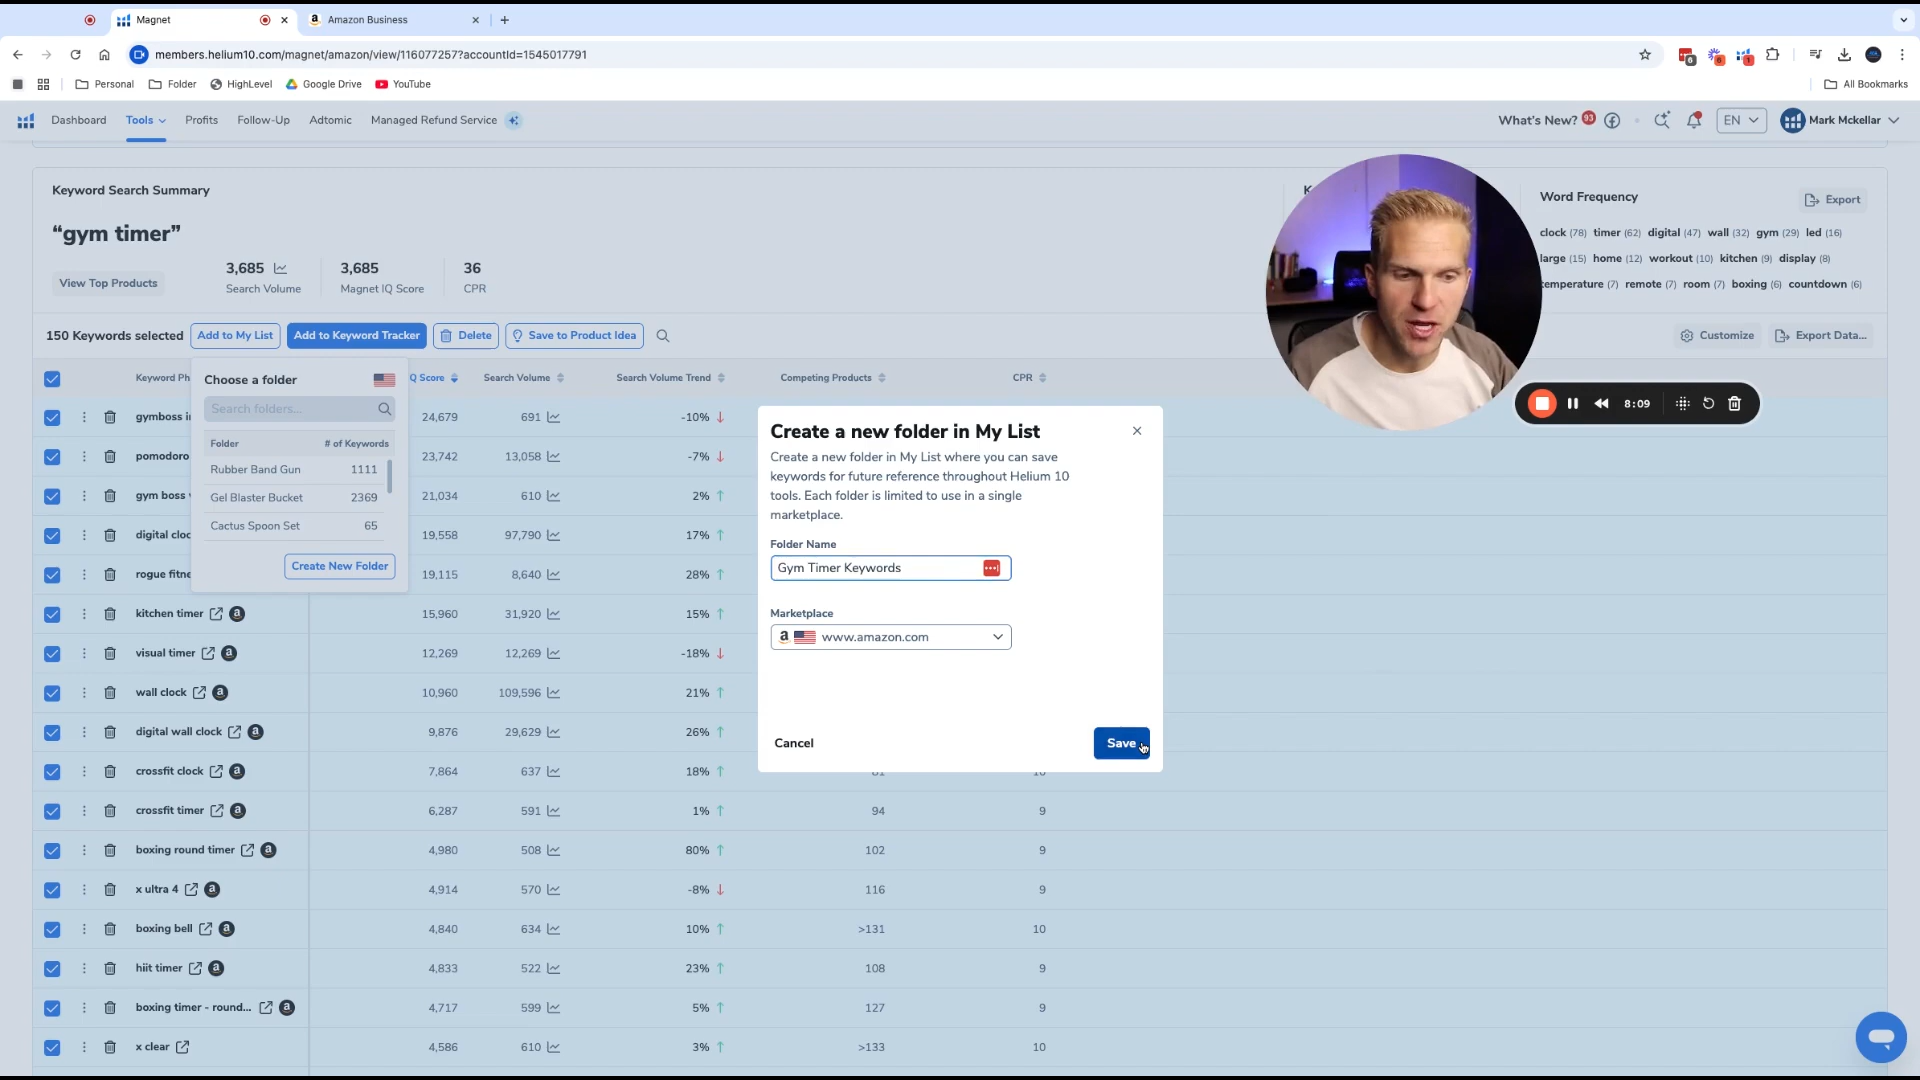 Magnet
Amazon Business
members.helium10.com/magnet/amazon/view/116077257?accountId=1545017791
6
6
1
Personal
Folder
HighLevel
Google Drive
YouTube
All Bookmarks
Dashboard
Tools
Profits
Follow-Up
Adtomic
Managed Refund Service
What's New?
93
EN
Mark Mckellar
Keyword Search Summary
“gym timer”
View Top Products
3,685
Search Volume
3,685
Magnet IQ Score
36
CPR
Word Frequency
Export
clock (78) timer (62) digital (47) wall (32) gym (29) led (16)
large (15) home (12) workout (10) kitchen (9) display (8)
temperature (7) remote (7) room (7) boxing (6) countdown (6)
150 Keywords selected
Add to My List
Add to Keyword Tracker
Delete
Save to Product Idea
Customize
Export Data...
Keyword Ph
Q Score
Search Volume
Search Volume Trend
Competing Products
CPR
Choose a folder
Search folders...
Folder
# of Keywords
Rubber Band Gun 1111
Gel Blaster Bucket 2369
Cactus Spoon Set 65
Create New Folder
8:09
Create a new folder in My List
Create a new folder in My List where you can save
keywords for future reference throughout Helium 10
tools. Each folder is limited to use in a single
marketplace.
Folder Name
Gym Timer Keywords
Marketplace
www.amazon.com
Cancel
Save
gymboss i 24,679 691 -10%
pomodoro 23,742 13,058 -7%
gym boss 21,034 610 2%
digital cloc 19,558 97,790 17%
rogue fitne 19,115 8,640 28%
kitchen timer 15,960 31,920 15%
visual timer 12,269 12,269 -18%
wall clock 10,960 109,596 21%
digital wall clock 9,876 29,629 26%
crossfit clock 7,864 637 18% 81 10
crossfit timer 6,287 591 1% 94 9
boxing round timer 4,980 508 80% 102 9
x ultra 4 4,914 570 -8% 116 9
boxing bell 4,840 634 10% >131 10
hiit timer 4,833 522 23% 108 9
boxing timer - round... 4,717 599 5% 127 9
x clear 4,586 610 3% >133 10